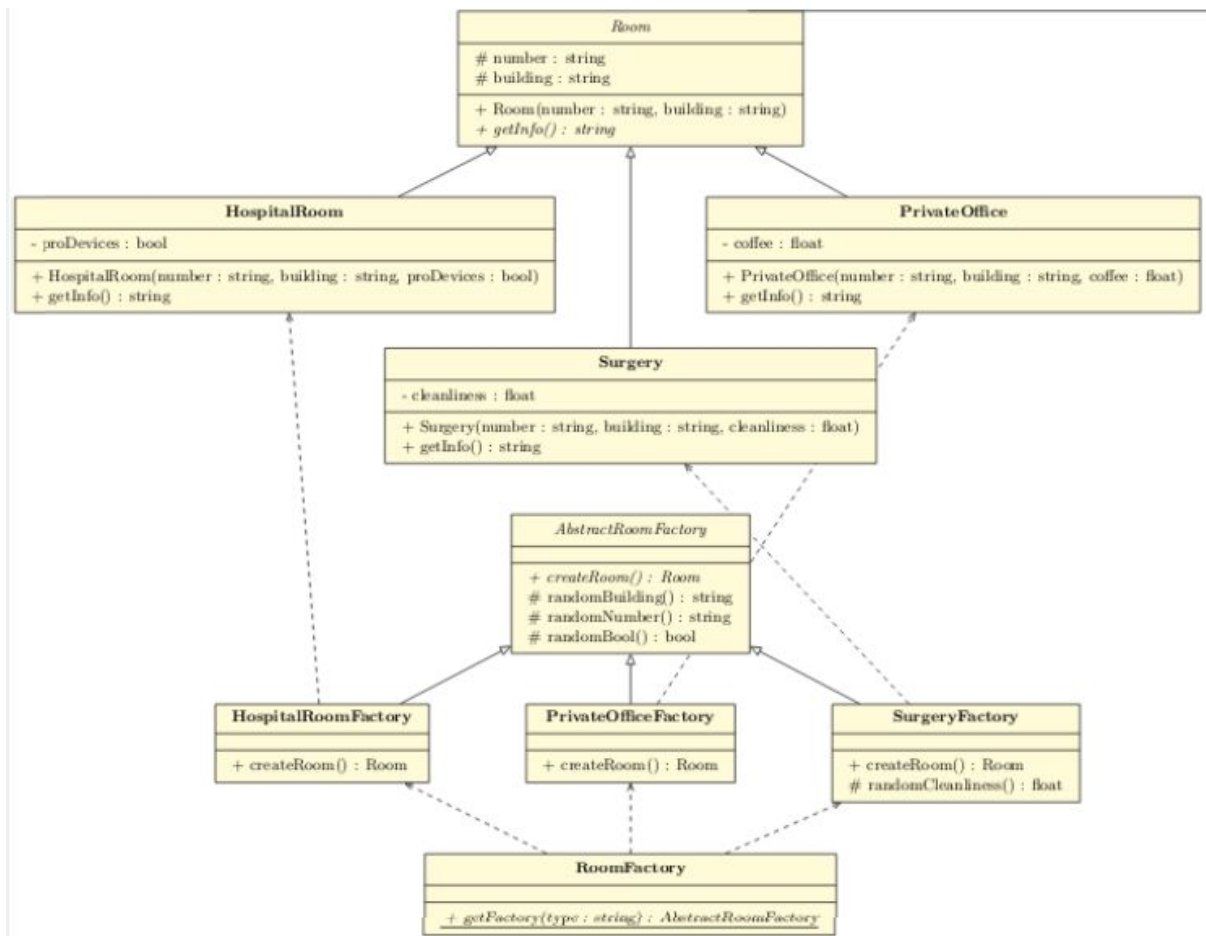 Room
# number : string
# building : string
+ Room(number : string, building : string)
+ getInfo() : string
HospitalRoom
- proDevices : bool
+ HospitalRoom(number : string, building : string, proDevices : bool)
+ getInfo() : string
PrivateOffice
- coffee : float
+ PrivateOffice(number : string, building : string, coffee : float)
+ getInfo() : string
Surgery
- cleanliness : float
+ Surgery(number : string, building : string, cleanliness : float)
+ getInfo() : string
AbstractRoomFactory
+ createRoom() : Room
# randomBuilding() : string
# randomNumber() : string
# randomBool() : bool
HospitalRoomFactory
+ createRoom() : Room
PrivateOfficeFactory
+ createRoom() : Room
SurgeryFactory
+ createRoom() : Room
# randomCleanliness() : float
RoomFactory
+ getFactory(type : string) : AbstractRoomFactory